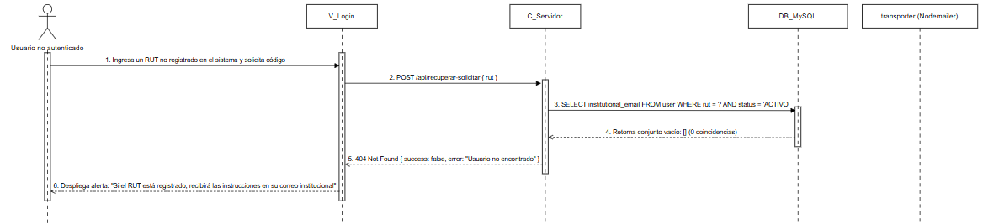 V_Login
C_Servidor
DB_MySQL
transporter (Nodemailer)
Usuario no autenticado
1. Ingresa un RUT no registrado en el sistema y solicita código
2. POST /api/recuperar-solicitar { rut }
3. SELECT institutional_email FROM user WHERE rut = ? AND status = 'ACTIVO'
4. Retorna conjunto vacío: [] (0 coincidencias)
5. 404 Not Found { success: false, error: "Usuario no encontrado" }
6. Despliega alerta: "Si el RUT está registrado, recibirá las instrucciones en su correo institucional"